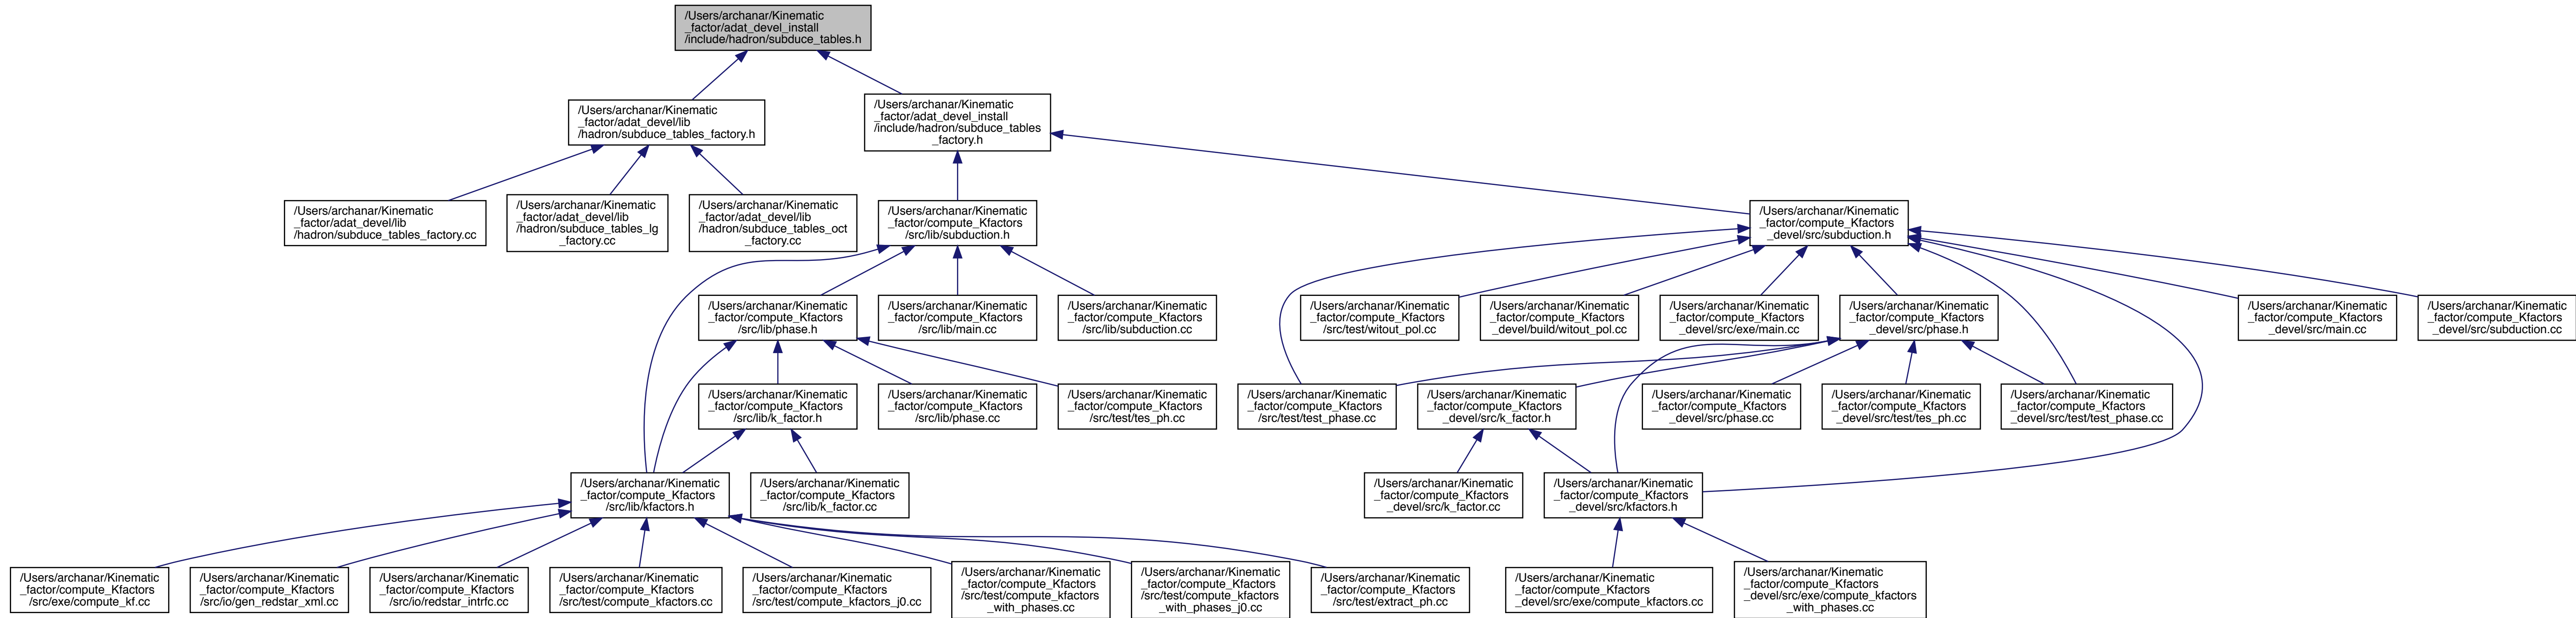 /Users/archanar/Kinematic
_factor/adat_devel_install
/include/hadron/subduce_tables.h
/Users/archanar/Kinematic
_factor/adat_devel/lib
/hadron/subduce_tables_factory.h
/Users/archanar/Kinematic
_factor/adat_devel_install
/include/hadron/subduce_tables
_factory.h
/Users/archanar/Kinematic
_factor/adat_devel/lib
/hadron/subduce_tables_factory.cc
/Users/archanar/Kinematic
_factor/adat_devel/lib
/hadron/subduce_tables_lg
_factory.cc
/Users/archanar/Kinematic
_factor/adat_devel/lib
/hadron/subduce_tables_oct
_factory.cc
/Users/archanar/Kinematic
_factor/compute_Kfactors
/src/lib/subduction.h
/Users/archanar/Kinematic
_factor/compute_Kfactors
_devel/src/subduction.h
/Users/archanar/Kinematic
_factor/compute_Kfactors
/src/lib/phase.h
/Users/archanar/Kinematic
_factor/compute_Kfactors
/src/lib/main.cc
/Users/archanar/Kinematic
_factor/compute_Kfactors
/src/lib/subduction.cc
/Users/archanar/Kinematic
_factor/compute_Kfactors
/src/test/witout_pol.cc
/Users/archanar/Kinematic
_factor/compute_Kfactors
_devel/build/witout_pol.cc
/Users/archanar/Kinematic
_factor/compute_Kfactors
_devel/src/exe/main.cc
/Users/archanar/Kinematic
_factor/compute_Kfactors
_devel/src/phase.h
/Users/archanar/Kinematic
_factor/compute_Kfactors
_devel/src/main.cc
/Users/archanar/Kinematic
_factor/compute_Kfactors
_devel/src/subduction.cc
/Users/archanar/Kinematic
_factor/compute_Kfactors
/src/lib/k_factor.h
/Users/archanar/Kinematic
_factor/compute_Kfactors
/src/lib/phase.cc
/Users/archanar/Kinematic
_factor/compute_Kfactors
/src/test/tes_ph.cc
/Users/archanar/Kinematic
_factor/compute_Kfactors
/src/test/test_phase.cc
/Users/archanar/Kinematic
_factor/compute_Kfactors
_devel/src/k_factor.h
/Users/archanar/Kinematic
_factor/compute_Kfactors
_devel/src/phase.cc
/Users/archanar/Kinematic
_factor/compute_Kfactors
_devel/src/test/tes_ph.cc
/Users/archanar/Kinematic
_factor/compute_Kfactors
_devel/src/test/test_phase.cc
/Users/archanar/Kinematic
_factor/compute_Kfactors
/src/lib/kfactors.h
/Users/archanar/Kinematic
_factor/compute_Kfactors
/src/lib/k_factor.cc
/Users/archanar/Kinematic
_factor/compute_Kfactors
_devel/src/k_factor.cc
/Users/archanar/Kinematic
_factor/compute_Kfactors
_devel/src/kfactors.h
/Users/archanar/Kinematic
_factor/compute_Kfactors
/src/exe/compute_kf.cc
/Users/archanar/Kinematic
_factor/compute_Kfactors
/src/io/gen_redstar_xml.cc
/Users/archanar/Kinematic
_factor/compute_Kfactors
/src/io/redstar_intrfc.cc
/Users/archanar/Kinematic
_factor/compute_Kfactors
/src/test/compute_kfactors.cc
/Users/archanar/Kinematic
_factor/compute_Kfactors
/src/test/compute_kfactors_j0.cc
/Users/archanar/Kinematic
_factor/compute_Kfactors
/src/test/compute_kfactors
_with_phases.cc
/Users/archanar/Kinematic
_factor/compute_Kfactors
/src/test/compute_kfactors
_with_phases_j0.cc
/Users/archanar/Kinematic
_factor/compute_Kfactors
/src/test/extract_ph.cc
/Users/archanar/Kinematic
_factor/compute_Kfactors
_devel/src/exe/compute_kfactors.cc
/Users/archanar/Kinematic
_factor/compute_Kfactors
_devel/src/exe/compute_kfactors
_with_phases.cc